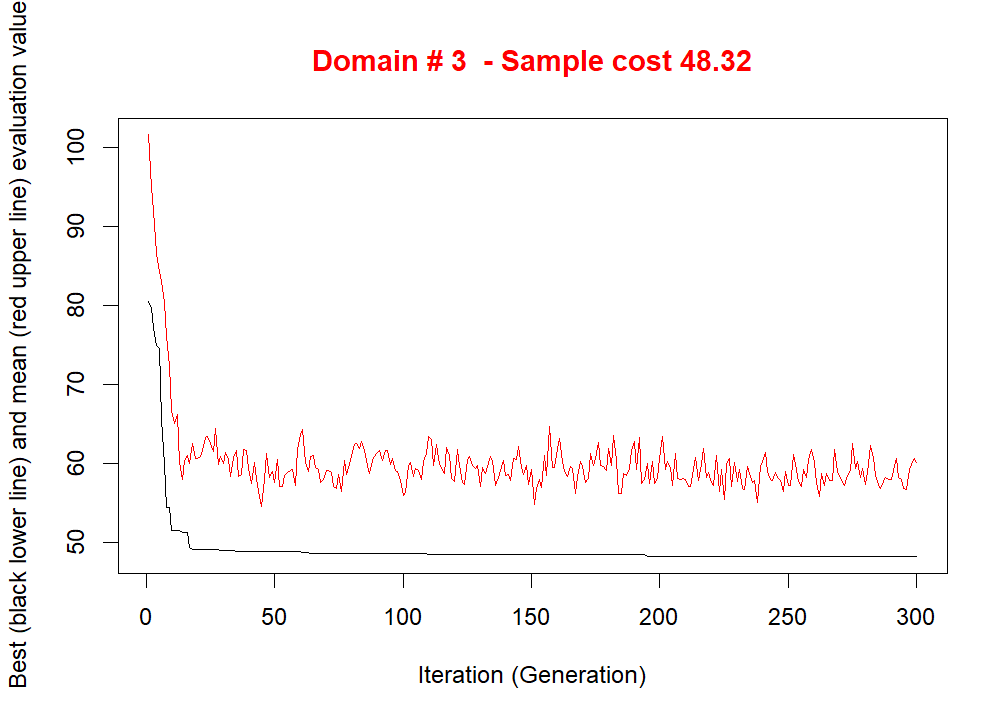 Domain # 3  - Sample cost 48.32
Best (black lower line) and mean (red upper line) evaluation value
100
90
80
70
60
50
0 50 100 150 200 250 300
Iteration (Generation)